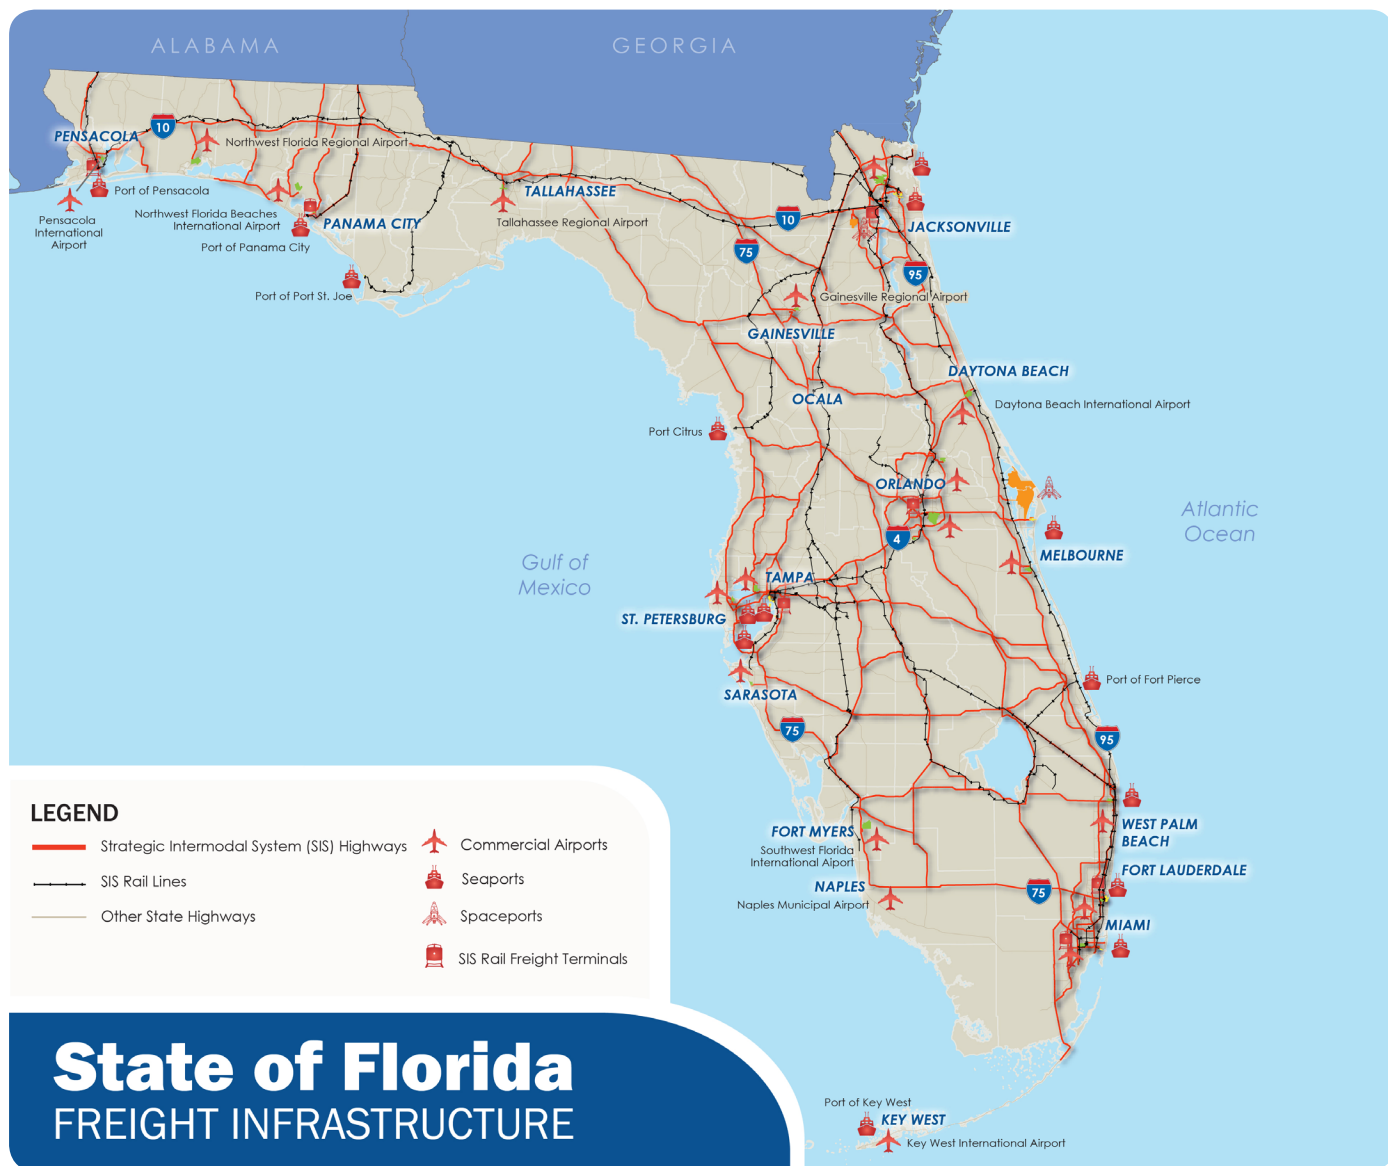 ALABAMA
GEORGIA
PENSACOLA
10
Northwest Florida Regional Airport
Port of Pensacola
Pensacola
International
Airport
Northwest Florida Beaches
International Airport
PANAMA CITY
Port of Panama City
Port of Port St. Joe
TALLAHASSEE
Tallahassee Regional Airport
10
75
JACKSONVILLE
95
Gainesville Regional Airport
GAINESVILLE
DAYTONA BEACH
Daytona Beach International Airport
OCALA
Port Citrus
ORLANDO
4
Atlantic
Ocean
MELBOURNE
Gulf of
Mexico
TAMPA
ST. PETERSBURG
SARASOTA
Port of Fort Pierce
75
95
WEST PALM
BEACH
FORT MYERS
Southwest Florida
International Aiport
FORT LAUDERDALE
NAPLES
75
Naples Municipal Airport
MIAMI
Port of Key West
KEY WEST
Key West International Airport
LEGEND
Strategic Intermodal System (SIS) Highways
SIS Rail Lines
Other State Highways
Commercial Airports
Seaports
Spaceports
SIS Rail Freight Terminals
State of Florida
FREIGHT INFRASTRUCTURE